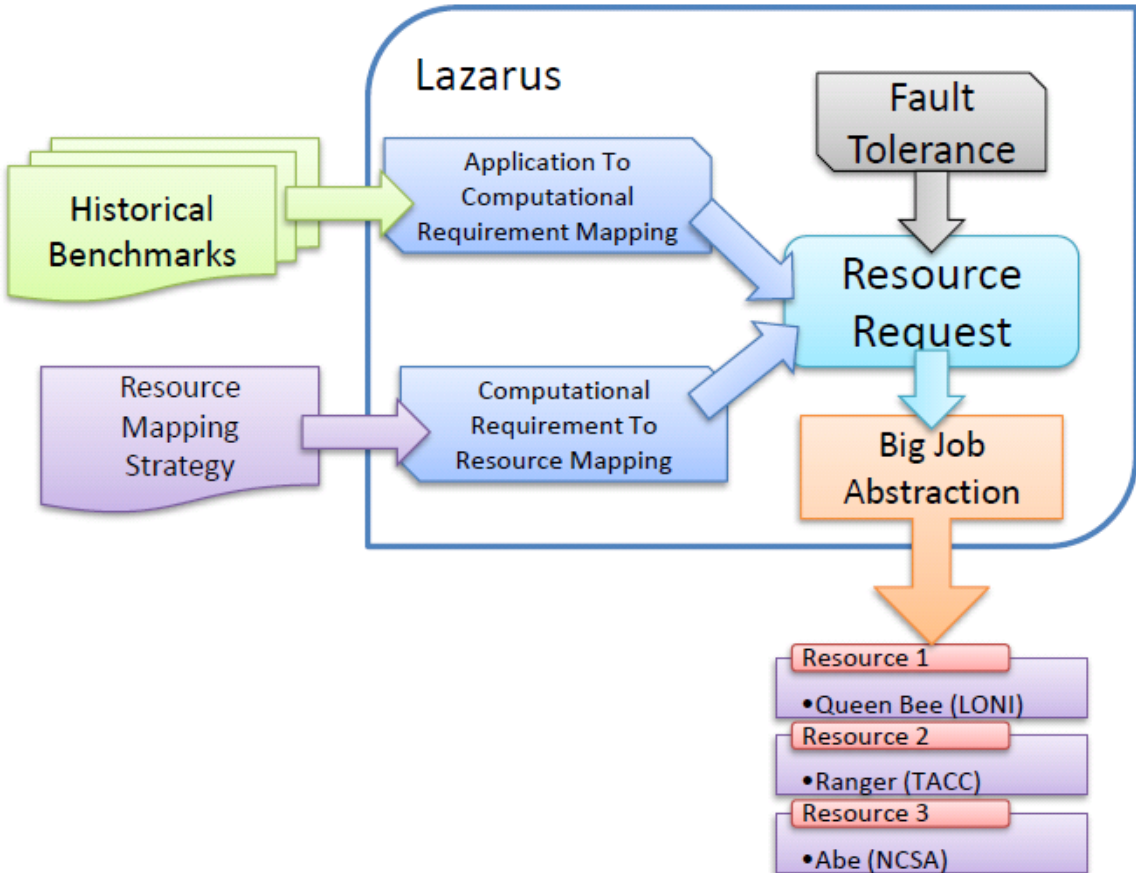 Lazarus
Fault
Tolerance
Historical
Benchmarks
Application To
Computational
Requirement Mapping
Resource
Request
Resource
Mapping
Strategy
Computational
Requirement To
Resource Mapping
Big Job
Abstraction
Resource 1
•Queen Bee (LONI)
Resource 2
•Ranger (TACC)
Resource 3
•Abe (NCSA)